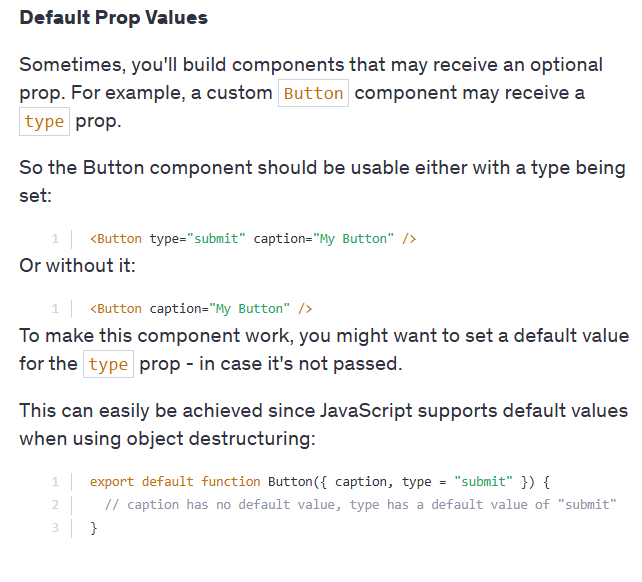 Default Prop Values
Sometimes, you'll build components that may receive an optional
prop. For example, a custom Button component may receive a
type prop.
So the Button component should be usable either with a type being
set:
1 <Button type="submit" caption="My Button" />
Or without it:
1 <Button caption="My Button" />
To make this component work, you might want to set a default value
for the type prop - in case it's not passed.
This can easily be achieved since JavaScript supports default values
when using object destructuring:
1 export default function Button({ caption, type = "submit" }) {
2   // caption has no default value, type has a default value of "submit"
3 }